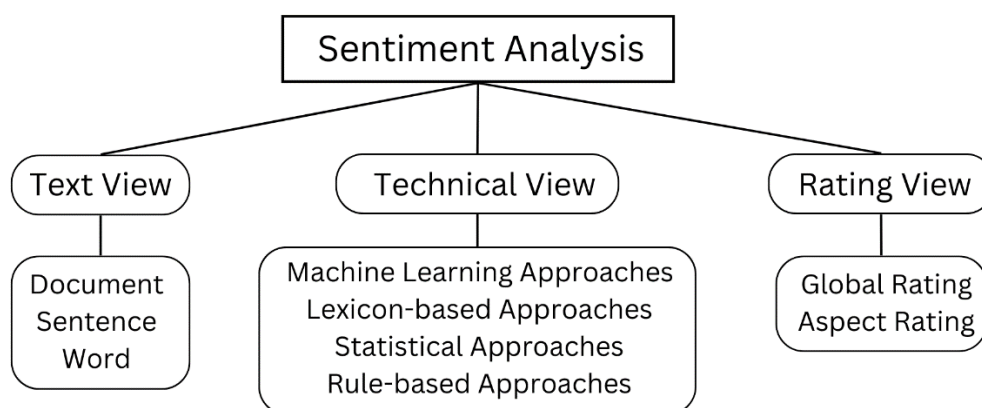 Sentiment Analysis
Text View
Technical View
Rating View
Document
Sentence
Word
Machine Learning Approaches
Lexicon-based Approaches
Statistical Approaches
Rule-based Approaches
Global Rating
Aspect Rating